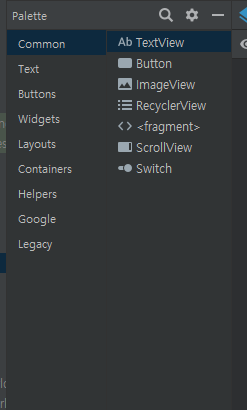 Palette
Common
Text
Buttons
Widgets
Layouts
Containers
Helpers
Google
Legacy
Ab TextView
Button
ImageView
RecyclerView
<fragment>
ScrollView
Switch